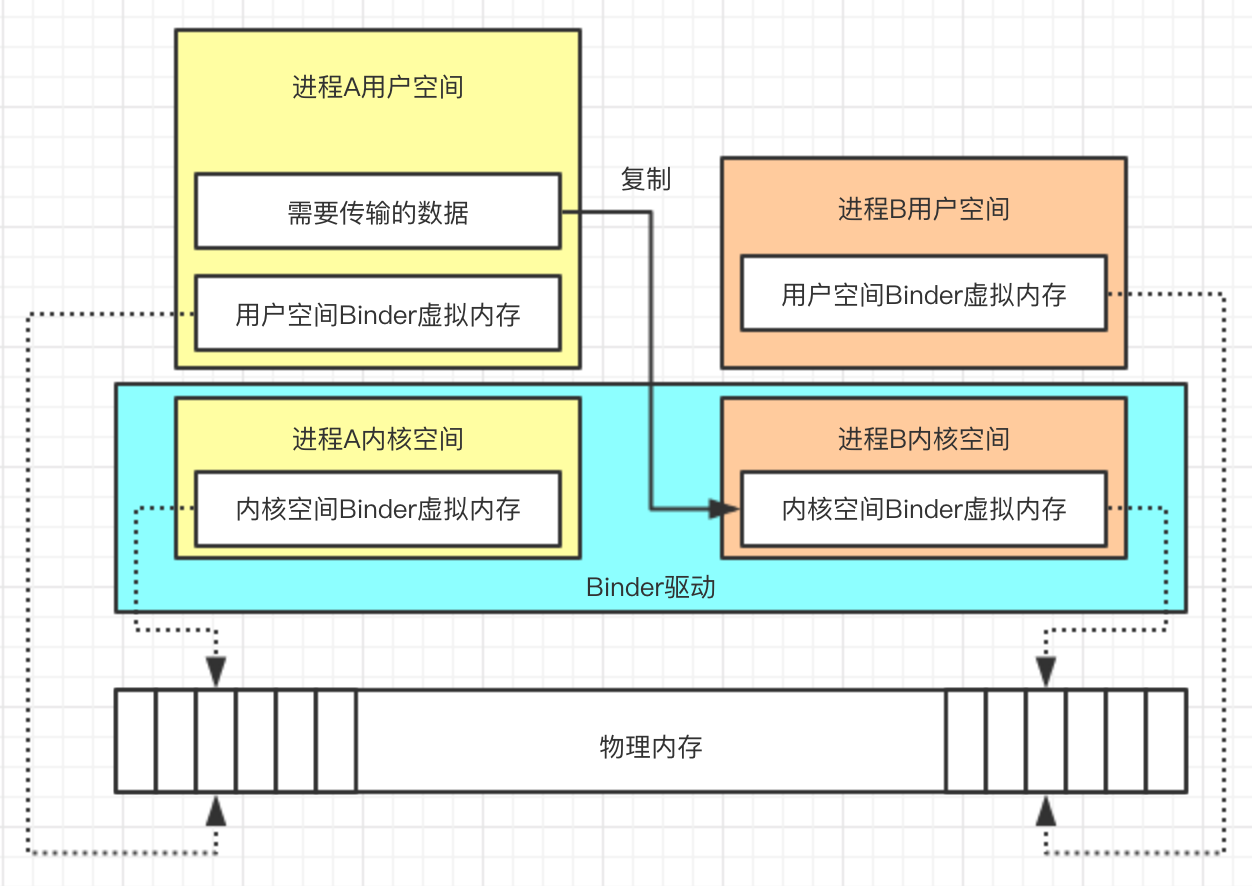 进程A用户空间
需要传输的数据
用户空间Binder虚拟内存
复制
进程B用户空间
用户空间Binder虚拟内存
进程A内核空间
内核空间Binder虚拟内存
进程B内核空间
内核空间Binder虚拟内存
Binder驱动
物理内存